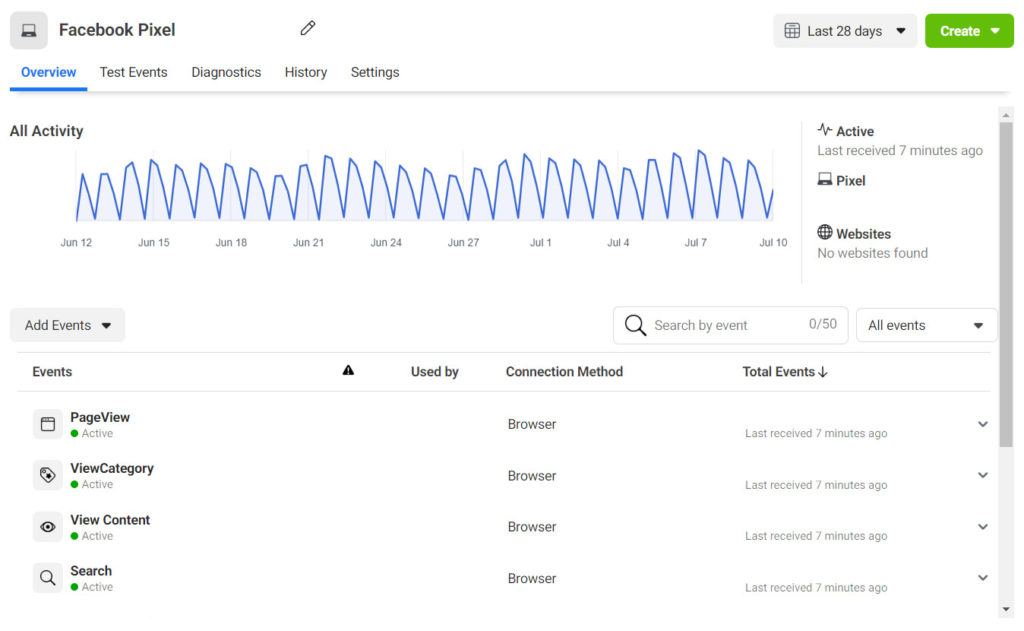 Facebook Pixel
Last 28 days
Create
Overview Test Events Diagnostics History Settings
All Activity
Jun 12 Jun 15 Jun 18 Jun 21 Jun 24 Jun 27 Jul 1 Jul 4 Jul 7 Jul 10
Active
Last received 7 minutes ago
Pixel
Websites
No websites found
Add Events
Search by event 0/50
All events
Events Used by Connection Method Total Events
PageView
Active
Browser
Last received 7 minutes ago
ViewCategory
Active
Browser
Last received 7 minutes ago
View Content
Active
Browser
Last received 7 minutes ago
Search
Active
Browser
Last received 7 minutes ago